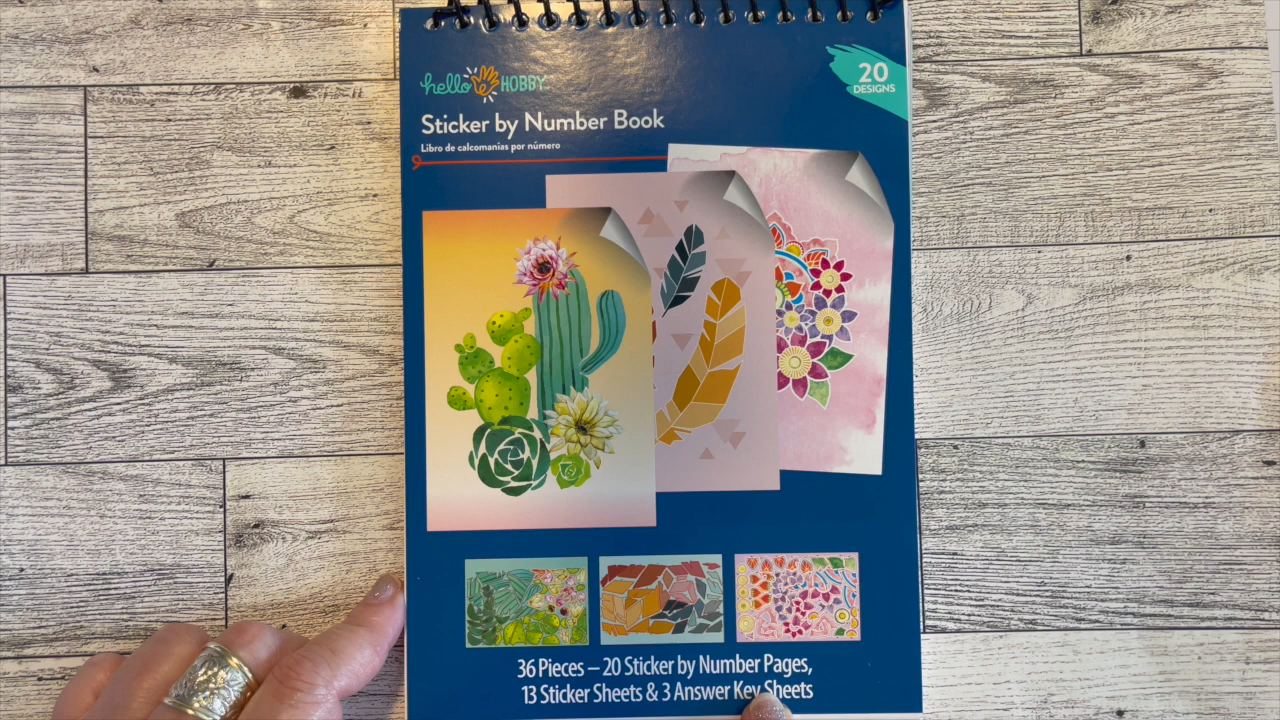 hello HOBBY
20
DESIGNS
Sticker by Number Book
Libro de calcomanías por número
36 Pieces – 20 Sticker by Number Pages,
13 Sticker Sheets & 3 Answer Key Sheets